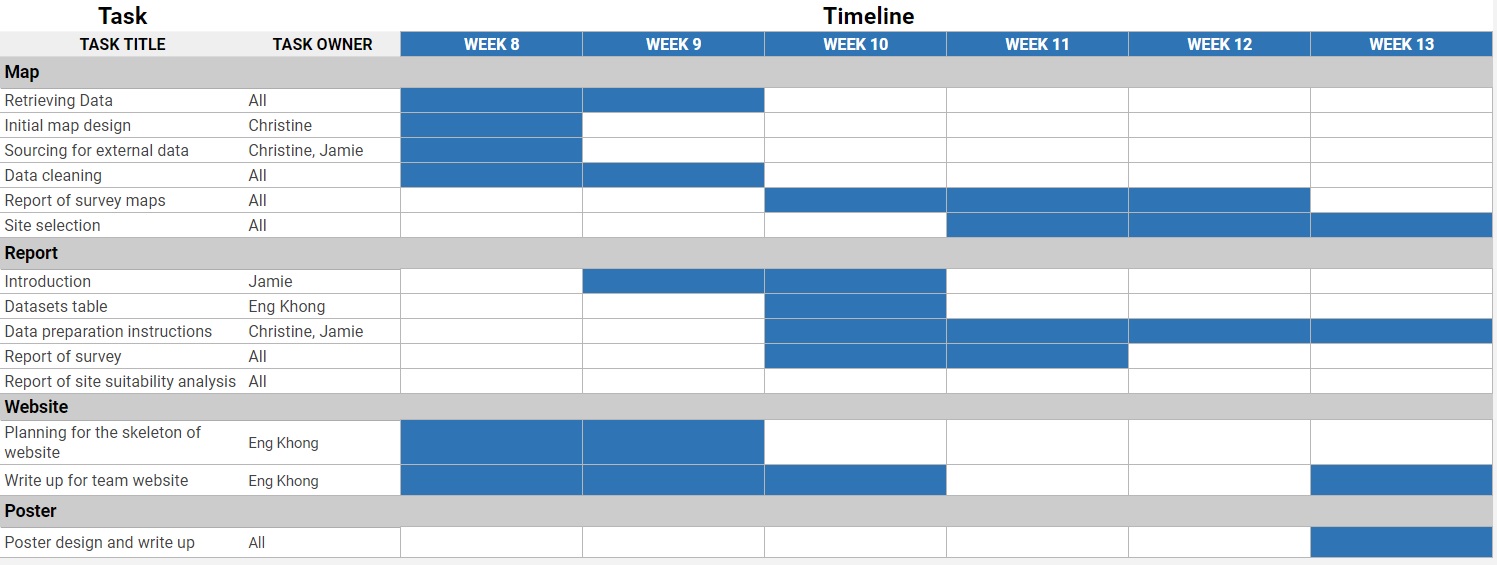 Task Timeline
TASK TITLE TASK OWNER WEEK 8 WEEK 9 WEEK 10 WEEK 11 WEEK 12 WEEK 13
Map
Retrieving Data All
Initial map design Christine
Sourcing for external data Christine, Jamie
Data cleaning All
Report of survey maps All
Site selection All
Report
Introduction Jamie
Datasets table Eng Khong
Data preparation instructions Christine, Jamie
Report of survey All
Report of site suitability analysis All
Website
Planning for the skeleton of
website Eng Khong
Write up for team website Eng Khong
Poster
Poster design and write up All